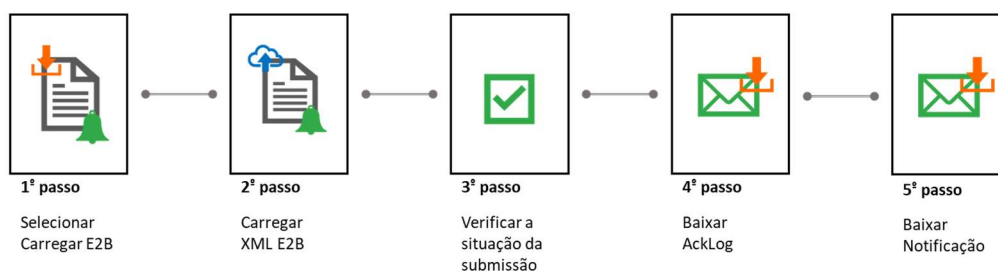 1º passo
Selecionar
Carregar E2B
2º passo
Carregar
XML E2B
3º passo
Verificar a
situação da
submissão
4º passo
Baixar
AckLog
5º passo
Baixar
Notificação